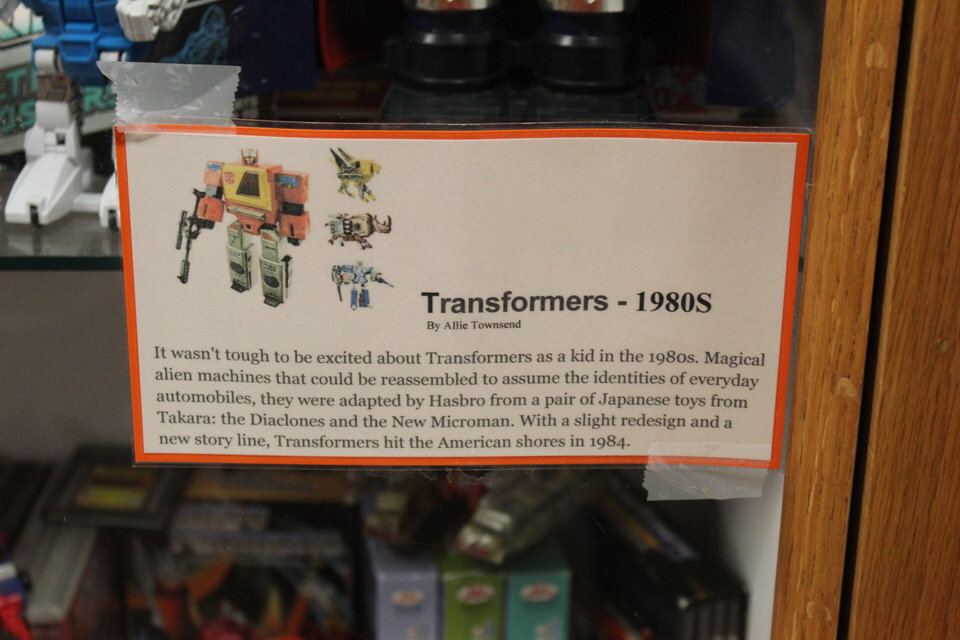 Transformers - 1980S
By Allie Townsend
It wasn't tough to be excited about Transformers as a kid in the 1980s. Magical
alien machines that could be reassembled to assume the identities of everyday
automobiles, they were adapted by Hasbro from a pair of Japanese toys from
Takara: the Diaclones and the New Microman. With a slight redesign and a
new story line, Transformers hit the American shores in 1984.